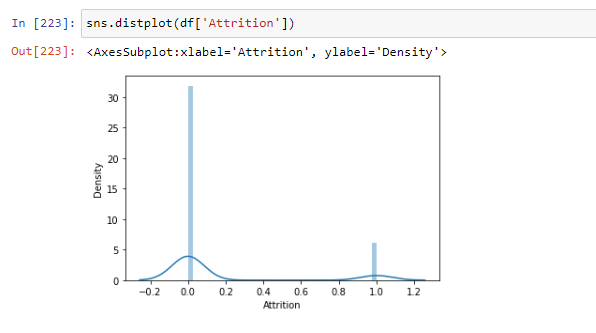 In [223]: sns.distplot(df['Attrition'])
Out[223]: <AxesSubplot:xlabel='Attrition', ylabel='Density'>
30
25
20
15
10
5
0
Density
−0.2 0.0 0.2 0.4 0.6 0.8 1.0 1.2
Attrition